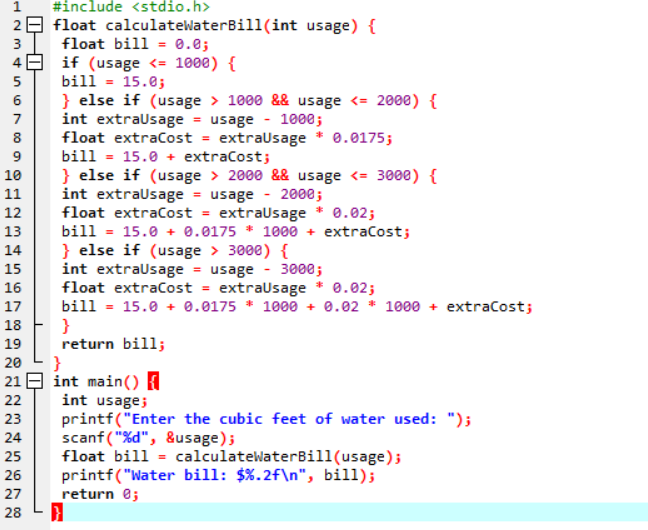 1 #include <stdio.h>
2 float calculateWaterBill(int usage) {
3 float bill = 0.0;
4 if (usage <= 1000) {
5 bill = 15.0;
6 } else if (usage > 1000 && usage <= 2000) {
7 int extraUsage = usage - 1000;
8 float extraCost = extraUsage * 0.0175;
9 bill = 15.0 + extraCost;
10 } else if (usage > 2000 && usage <= 3000) {
11 int extraUsage = usage - 2000;
12 float extraCost = extraUsage * 0.02;
13 bill = 15.0 + 0.0175 * 1000 + extraCost;
14 } else if (usage > 3000) {
15 int extraUsage = usage - 3000;
16 float extraCost = extraUsage * 0.02;
17 bill = 15.0 + 0.0175 * 1000 + 0.02 * 1000 + extraCost;
18 }
19 return bill;
20 }
21 int main() {
22 int usage;
23 printf("Enter the cubic feet of water used: ");
24 scanf("%d", &usage);
25 float bill = calculateWaterBill(usage);
26 printf("Water bill: $%.2f\n", bill);
27 return 0;
28 }